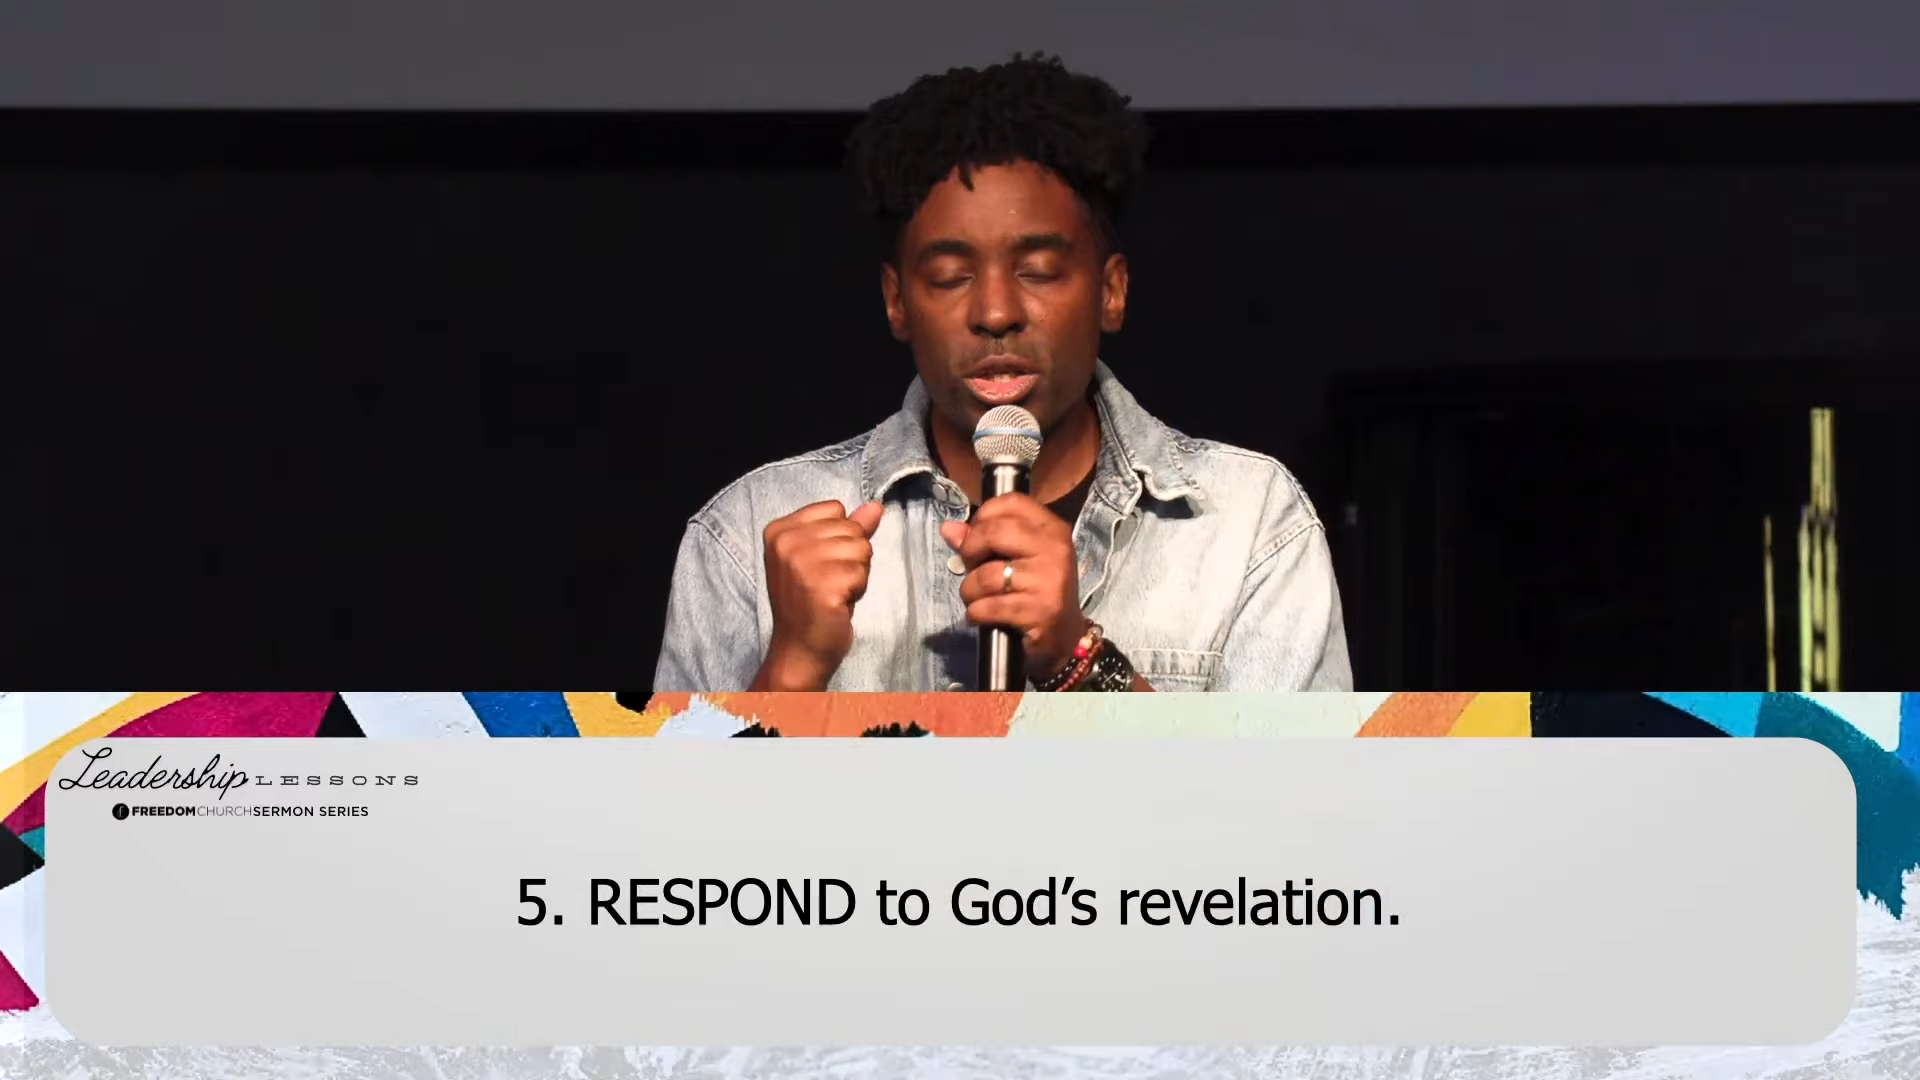 Leadership LESSONS
f FREEDOMCHURCHSERMON SERIES
5. RESPOND to God’s revelation.